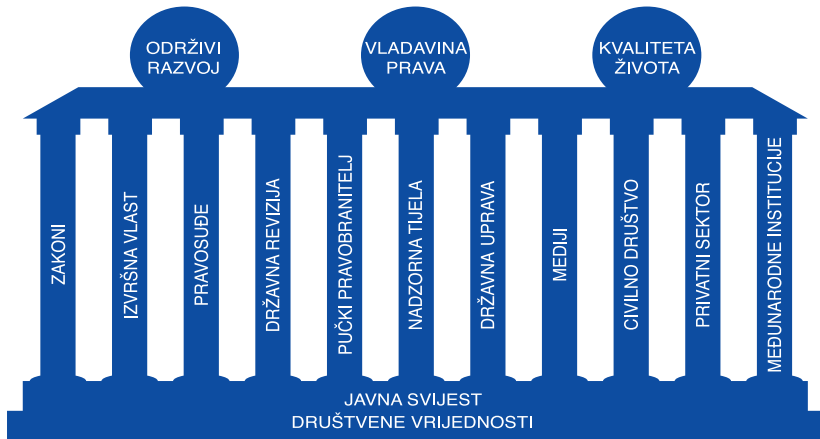 ODRŽIVI
RAZVOJ
VLADAVINA
PRAVA
KVALITETA
ŽIVOTA
ZAKONI
IZVRŠNA VLAST
PRAVOSUĐE
DRŽAVNA REVIZIJA
PUČKI PRAVOBRANITELJ
NADZORNA TIJELA
DRŽAVNA UPRAVA
MEDIJI
CIVILNO DRUŠTVO
PRIVATNI SEKTOR
MEĐUNARODNE INSTITUCIJE
JAVNA SVIJEST
DRUŠTVENE VRIJEDNOSTI